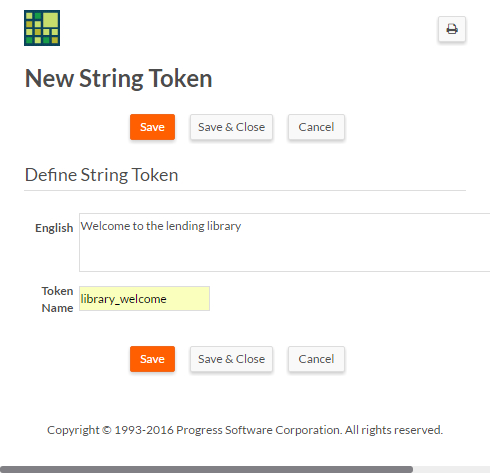 New String Token
Save Save & Close Cancel
Define String Token
English Welcome to the lending library
Token
Name library_welcome
Save Save & Close Cancel
Copyright © 1993-2016 Progress Software Corporation. All rights reserved.